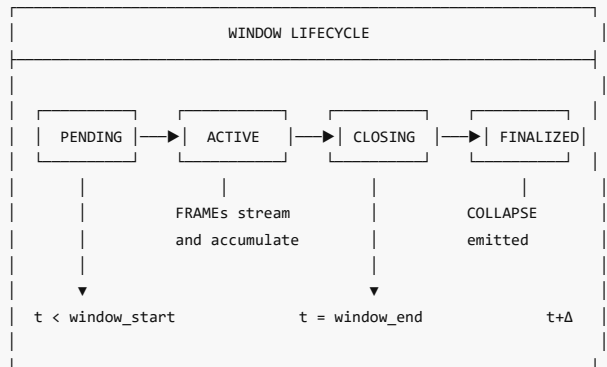 WINDOW LIFECYCLE
PENDING ACTIVE CLOSING FINALIZED
FRAMEs stream COLLAPSE
and accumulate emitted
t < window_start t = window_end t+Δ